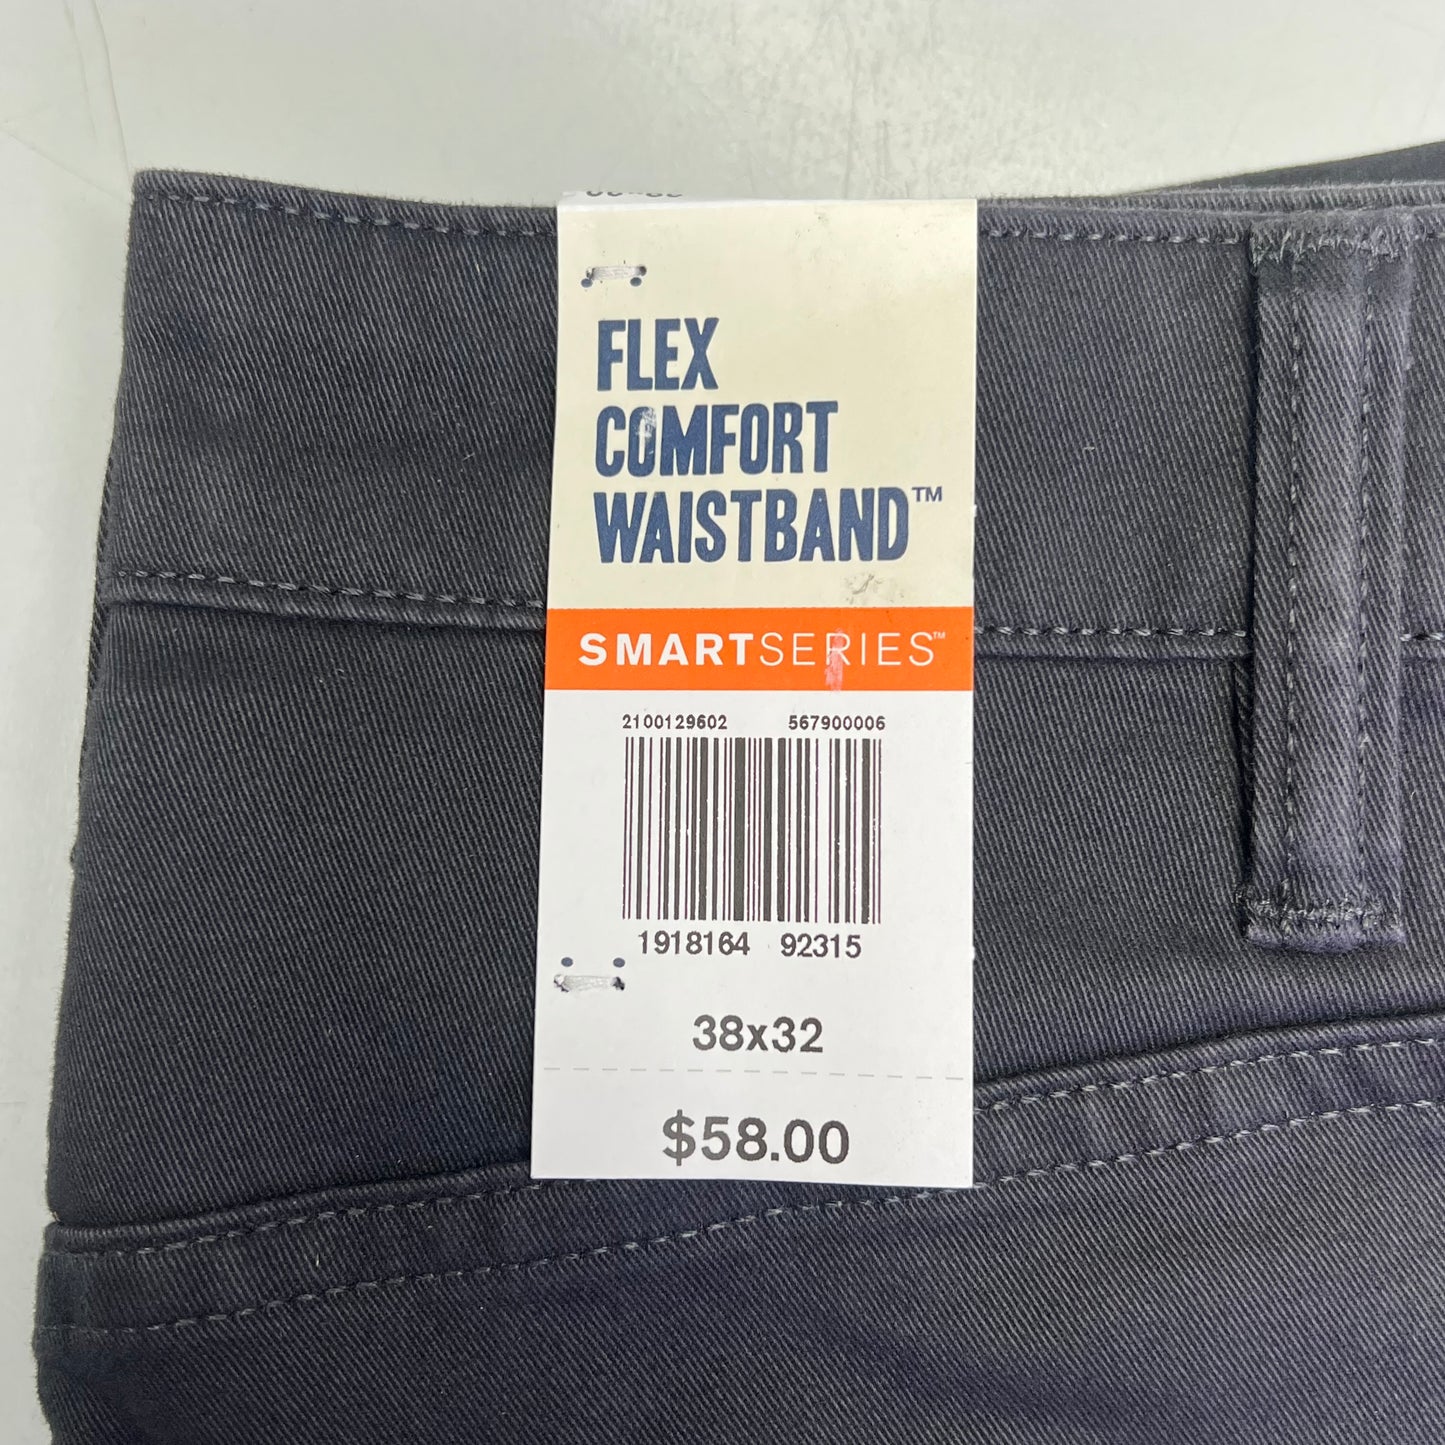 FLEX
COMFORT
WAISTBAND™
SMARTSERIES™
2100129602 567900006
1918164 92315
38x32
$58.00